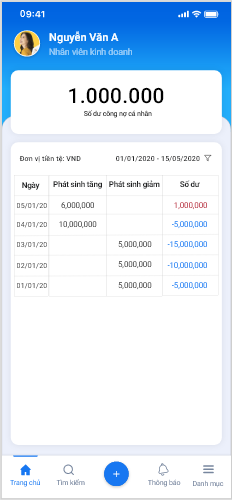 09:41
Nguyễn Văn A
Nhân viên kinh doanh
1.000.000
Số dư công nợ cá nhân
Đơn vị tiền tệ: VND 01/01/2020 - 15/05/2020
Ngày Phát sinh tăng Phát sinh giảm Số dư
05/01/20 6,000,000 1,000,000
04/01/20 10,000,000 -5,000,000
03/01/20 5,000,000 -15,000,000
02/01/20 5,000,000 -10,000,000
01/01/20 5,000,000 -5,000,000
Trang chủ Tìm kiếm + Thông báo Danh mục